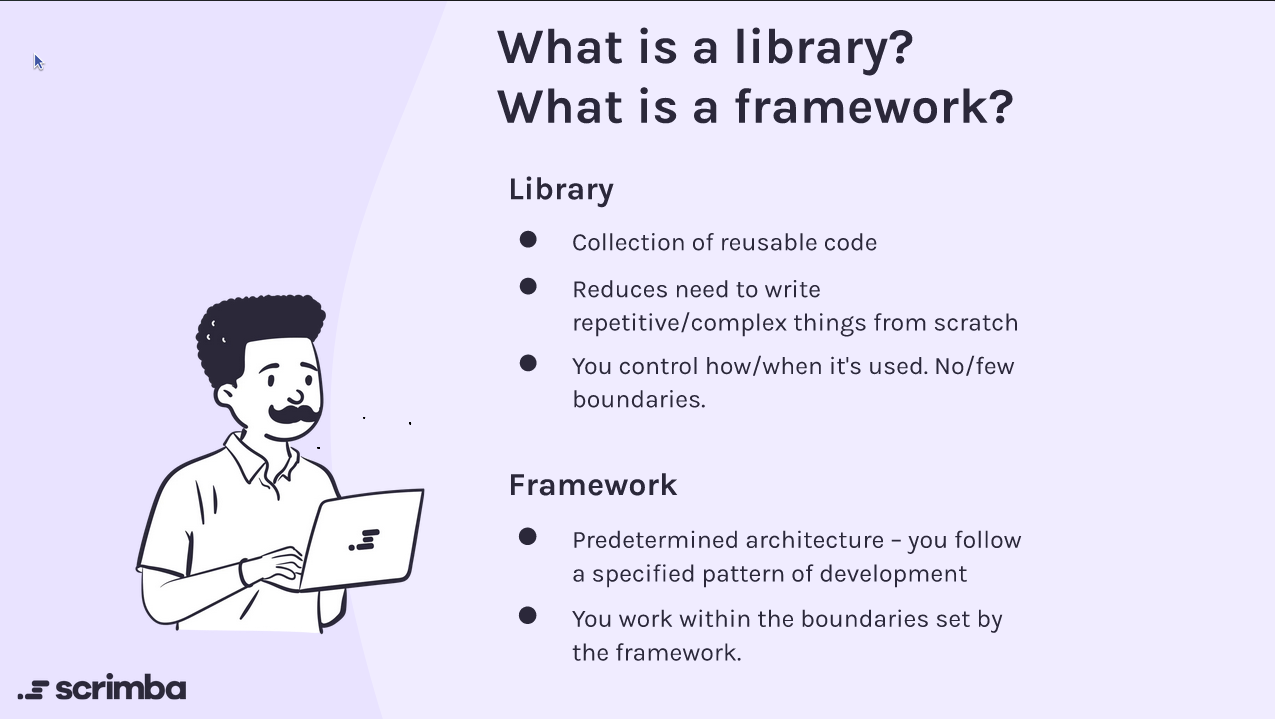 What is a library?
What is a framework?
Library
● Collection of reusable code
● Reduces need to write
repetitive/complex things from scratch
● You control how/when it's used. No/few
boundaries.
Framework
● Predetermined architecture – you follow
a specified pattern of development
● You work within the boundaries set by
the framework.
scrimba